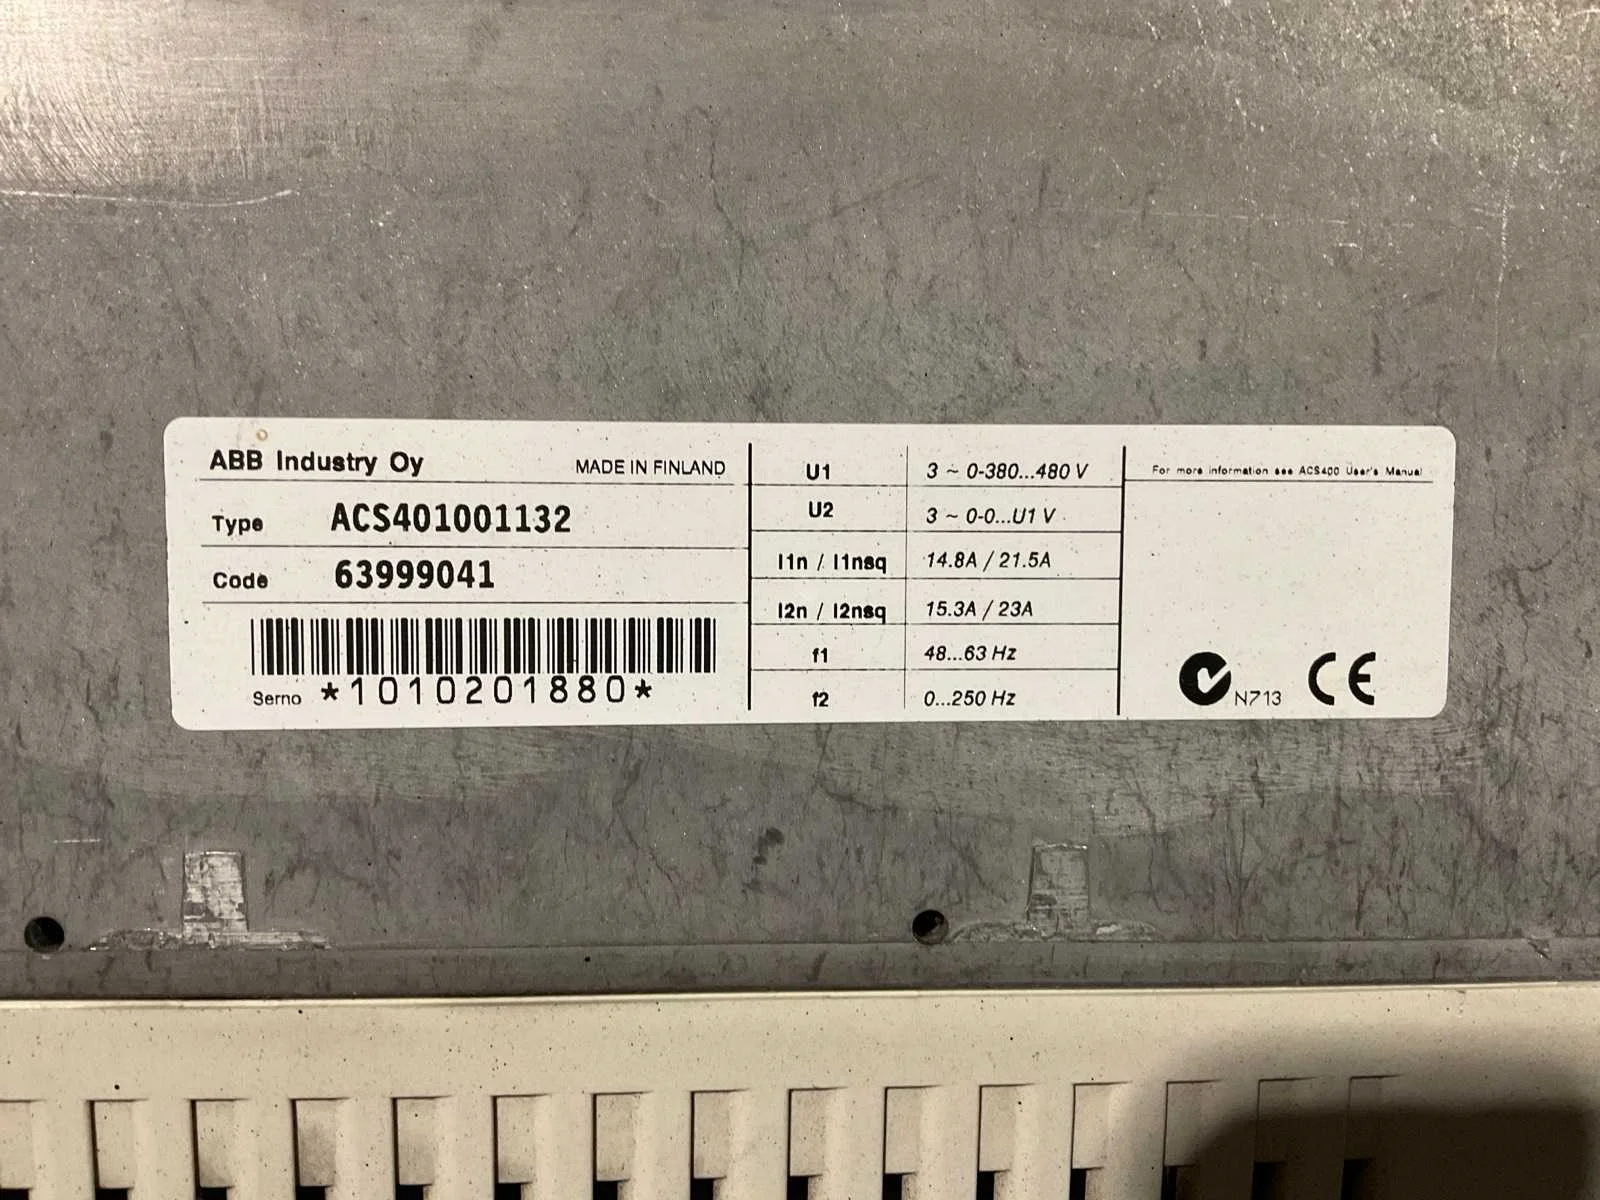 ABB Industry Oy MADE IN FINLAND
Type ACS401001132
Code 63999041
Serno *1010201880*
U1 3 ~ 0-380...480 V
U2 3 ~ 0-0...U1 V
I1n / I1nsq 14.8A / 21.5A
I2n / I2nsq 15.3A / 23A
f1 48...63 Hz
f2 0...250 Hz
For more information see ACS400 User's Manual
N713 CE